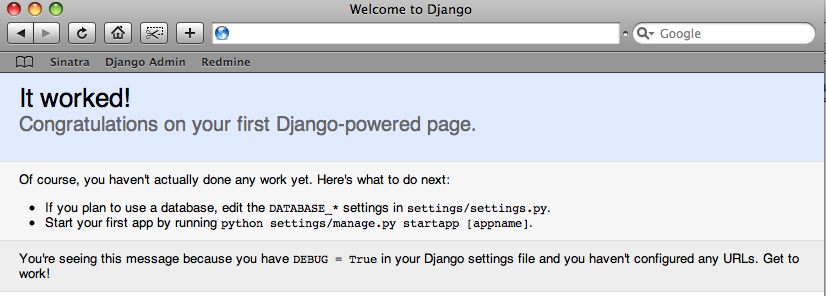 Welcome to Django
Google
Sinatra Django Admin Redmine
It worked!
Congratulations on your first Django-powered page.
Of course, you haven't actually done any work yet. Here's what to do next:
• If you plan to use a database, edit the DATABASE_* settings in settings/settings.py.
• Start your first app by running python settings/manage.py startapp [appname].
You're seeing this message because you have DEBUG = True in your Django settings file and you haven't configured any URLs. Get to
work!